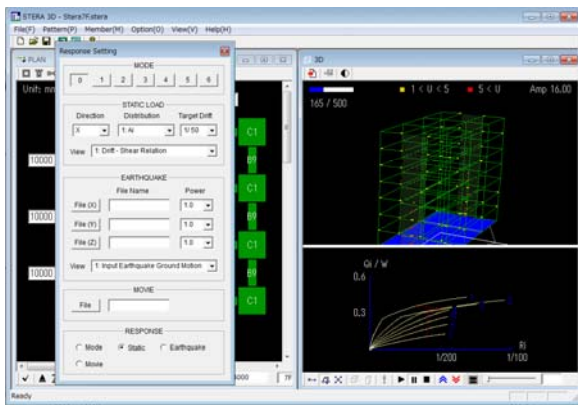 STERA 3D - Stera7F.stera
File(F) Pattern(P) Member(M) Option(O) View(V) Help(H)
PLAN
Unit: mm
C1
B9
10000
10000
B9
C1
10000
B9
C1
7F
Ready
Response Setting
MODE
0 1 2 3 4 5 6
STATIC LOAD
Direction Distribution Target Drift
X 1: Ai 1/50
View 1: Drift - Shear Relation
EARTHQUAKE
File Name Power
File (X) 1.0
File (Y) 1.0
File (Z) 1.0
View 1: Input Earthquake Ground Motion
MOVIE
File
RESPONSE
Mode Static Earthquake
Movie
3D
1 < U < 5 5 < U Amp 16.00
165 / 500
Qi / W
0.6
0.3
Ri
1/200 1/100